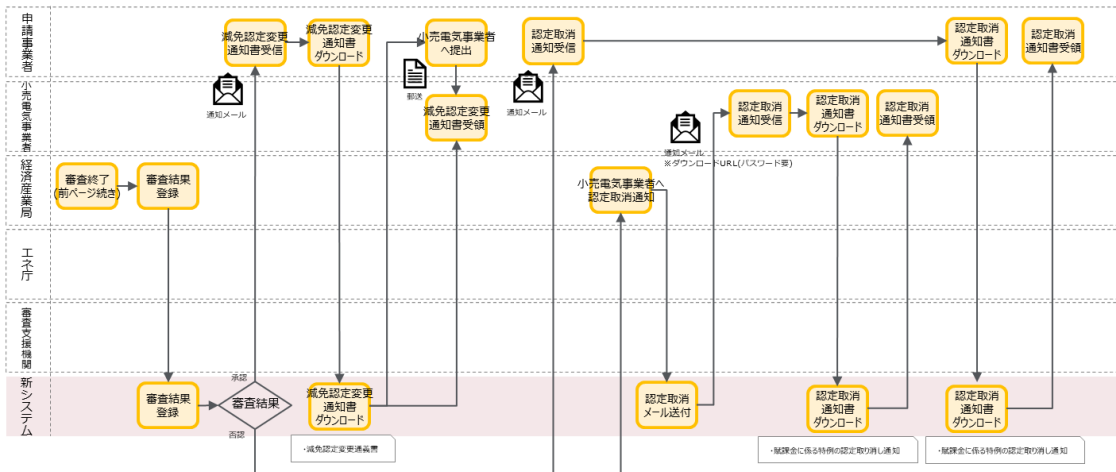 申請事業者
減免認定変更
通知書受信
減免認定変更
通知書
ダウンロード
小売電気事業者
へ提出
認定取消
通知受信
認定取消
通知書
ダウンロード
認定取消
通知書受領
通知メール
郵送
通知メール
小売電気事業者
減免認定変更
通知書受領
認定取消
通知受信
認定取消
通知書
ダウンロード
認定取消
通知書受領
通知メール
※ダウンロードURL(パスワード要)
経済産業局
審査終了
(前ページ続き)
審査結果
登録
小売電気事業者へ
認定取消通知
エネ庁
審査支援機関
新システム
審査結果
登録
承認
審査結果
否認
減免認定変更
通知書
ダウンロード
認定取消
メール送付
認定取消
通知書
ダウンロード
認定取消
通知書
ダウンロード
・減免認定変更通義書
・賦課金に係る特例の認定取り消し通知
・賦課金に係る特例の認定取り消し通知